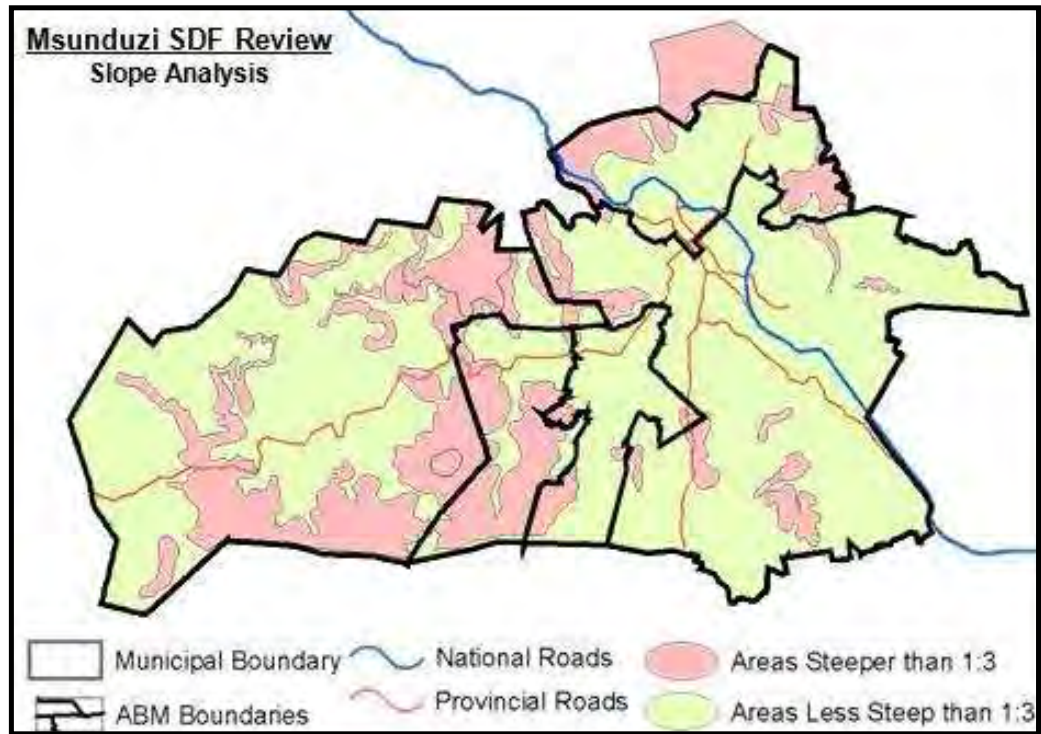 Msunduzi SDF Review
Slope Analysis
Municipal Boundary
National Roads
Areas Steeper than 1:3
ABM Boundaries
Provincial Roads
Areas Less Steep than 1:3